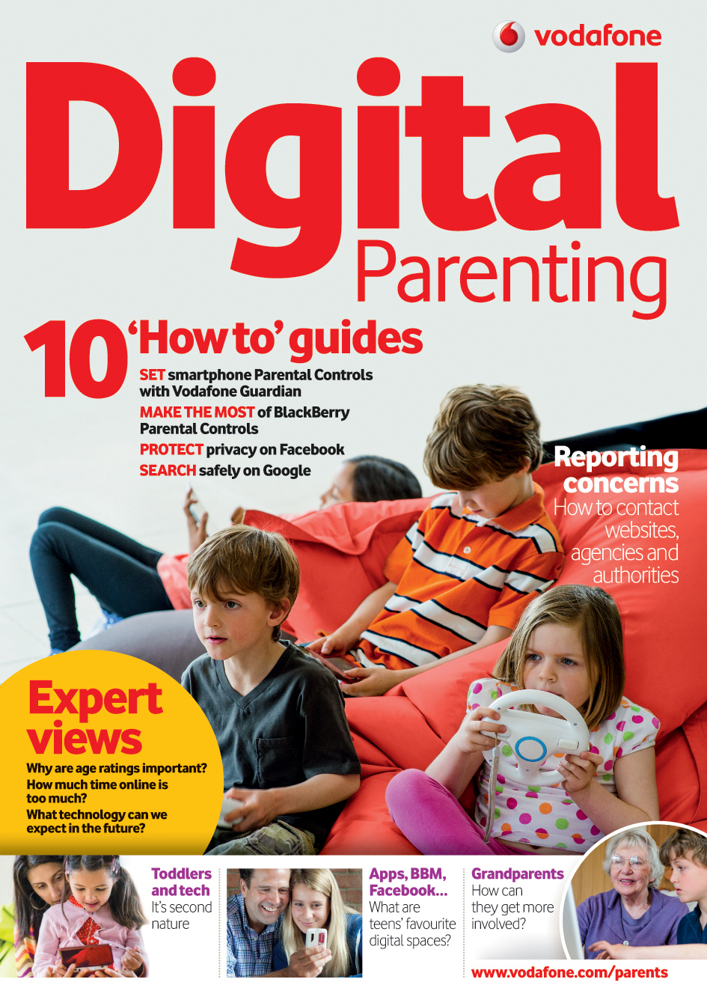 vodafone
Digital
Parenting
10 ‘How to’ guides
SET smartphone Parental Controls
with Vodafone Guardian
MAKE THE MOST of BlackBerry
Parental Controls
PROTECT privacy on Facebook
SEARCH safely on Google
Reporting
concerns
How to contact
websites,
agencies and
authorities
Expert
views
Why are age ratings important?
How much time online is
too much?
What technology can we
expect in the future?
Toddlers
and tech
It’s second
nature
Apps, BBM,
Facebook...
What are
teens’ favourite
digital spaces?
Grandparents
How can
they get more
involved?
www.vodafone.com/parents